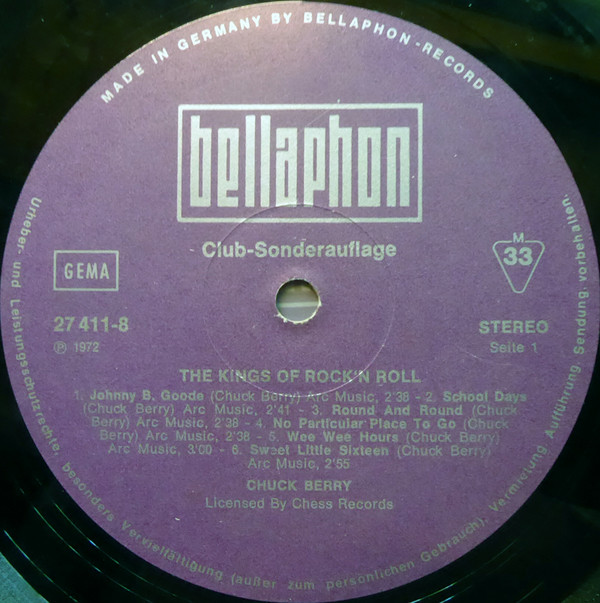 MADE IN GERMANY BY BELLAPHON-RECORDS
bellaphon
Club-Sonderauflage
GEMA
M
33
27 411-8
STEREO
Ⓟ 1972
Seite 1
THE KINGS OF ROCK'N ROLL
1. Johnny B. Goode (Chuck Berry) Arc Music, 2'38 - 2. School Days
(Chuck Berry) Arc Music, 2'41 - 3. Round And Round (Chuck
Berry) Arc Music, 2'38 - 4. No Particular Place To Go (Chuck
Berry) Arc Music, 2'38 - 5. Wee Wee Hours (Chuck Berry)
Arc Music, 3'00 - 6. Sweet Little Sixteen (Chuck Berry)
Arc Music, 2'55
CHUCK BERRY
Licensed By Chess Records
Urheber- und Leistungsschutzrechte, besonders Vervielfältigung (außer zum persönlichen Gebrauch), Vermietung, Aufführung, Sendung vorbehalten.